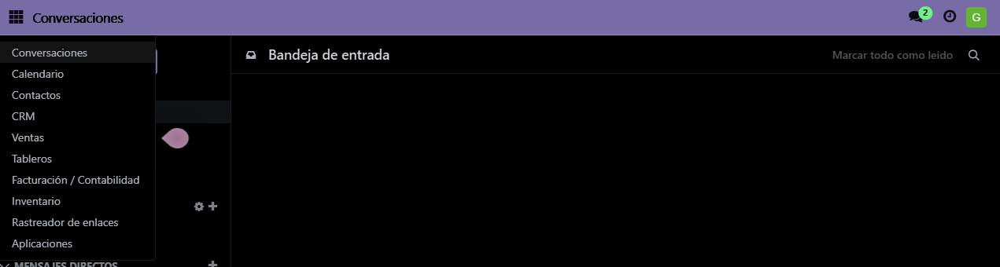 Conversaciones
2
G
Conversaciones
Calendario
Contactos
CRM
Ventas
Tableros
Facturación / Contabilidad
Inventario
Rastreador de enlaces
Aplicaciones
MENSAJES DIRECTOS
Bandeja de entrada
Marcar todo como leido